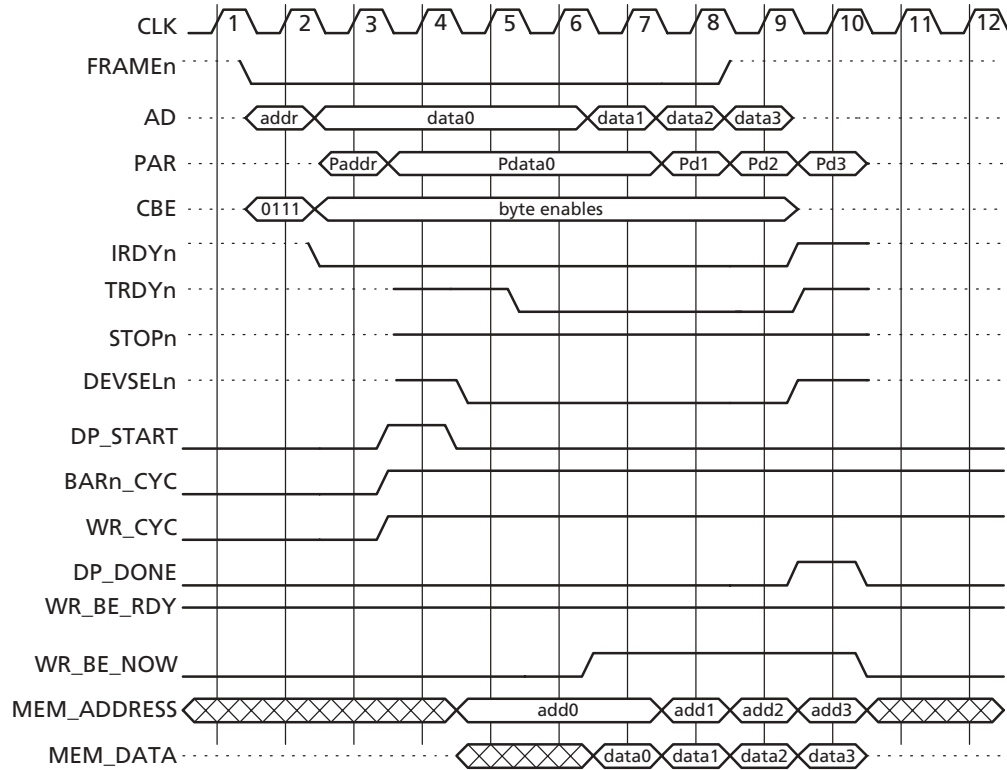 CLK 1 2 3 4 5 6 7 8 9 10 11 12
FRAMEn
AD addr data0 data1 data2 data3
PAR Paddr Pdata0 Pd1 Pd2 Pd3
CBE 0111 byte enables
IRDYn
TRDYn
STOPn
DEVSELn
DP_START
BARn_CYC
WR_CYC
DP_DONE
WR_BE_RDY
WR_BE_NOW
MEM_ADDRESS add0 add1 add2 add3
MEM_DATA data0 data1 data2 data3